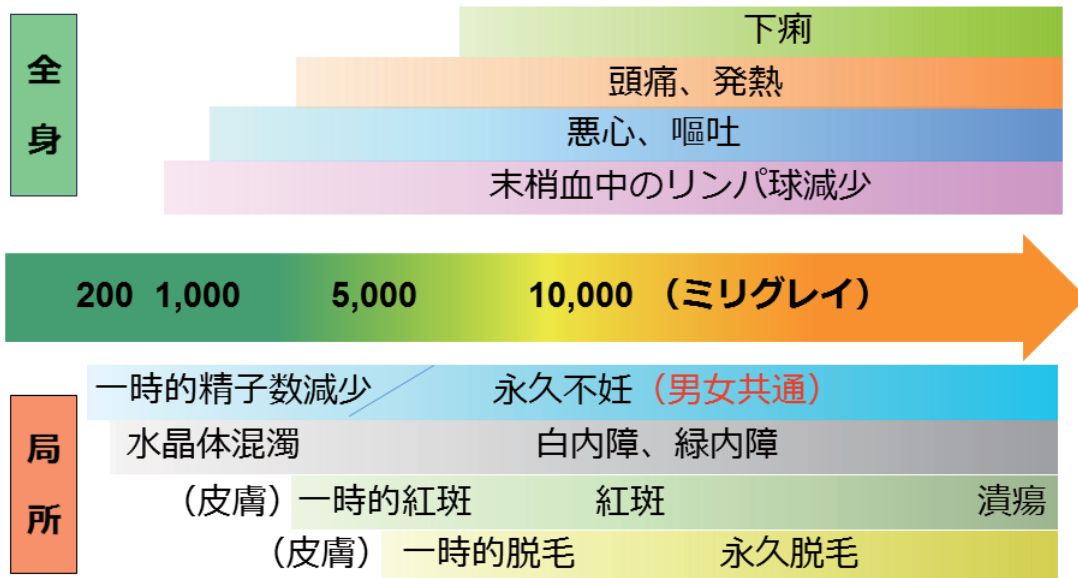 全身
下痢
頭痛、発熱
悪心、嘔吐
末梢血中のリンパ球減少
200 1,000 5,000 10,000 (ミリグレイ)
局所
一時的精子数減少 永久不妊(男女共通)
水晶体混濁 白内障、緑内障
(皮膚)一時的紅斑 紅斑 潰瘍
(皮膚)一時的脱毛 永久脱毛